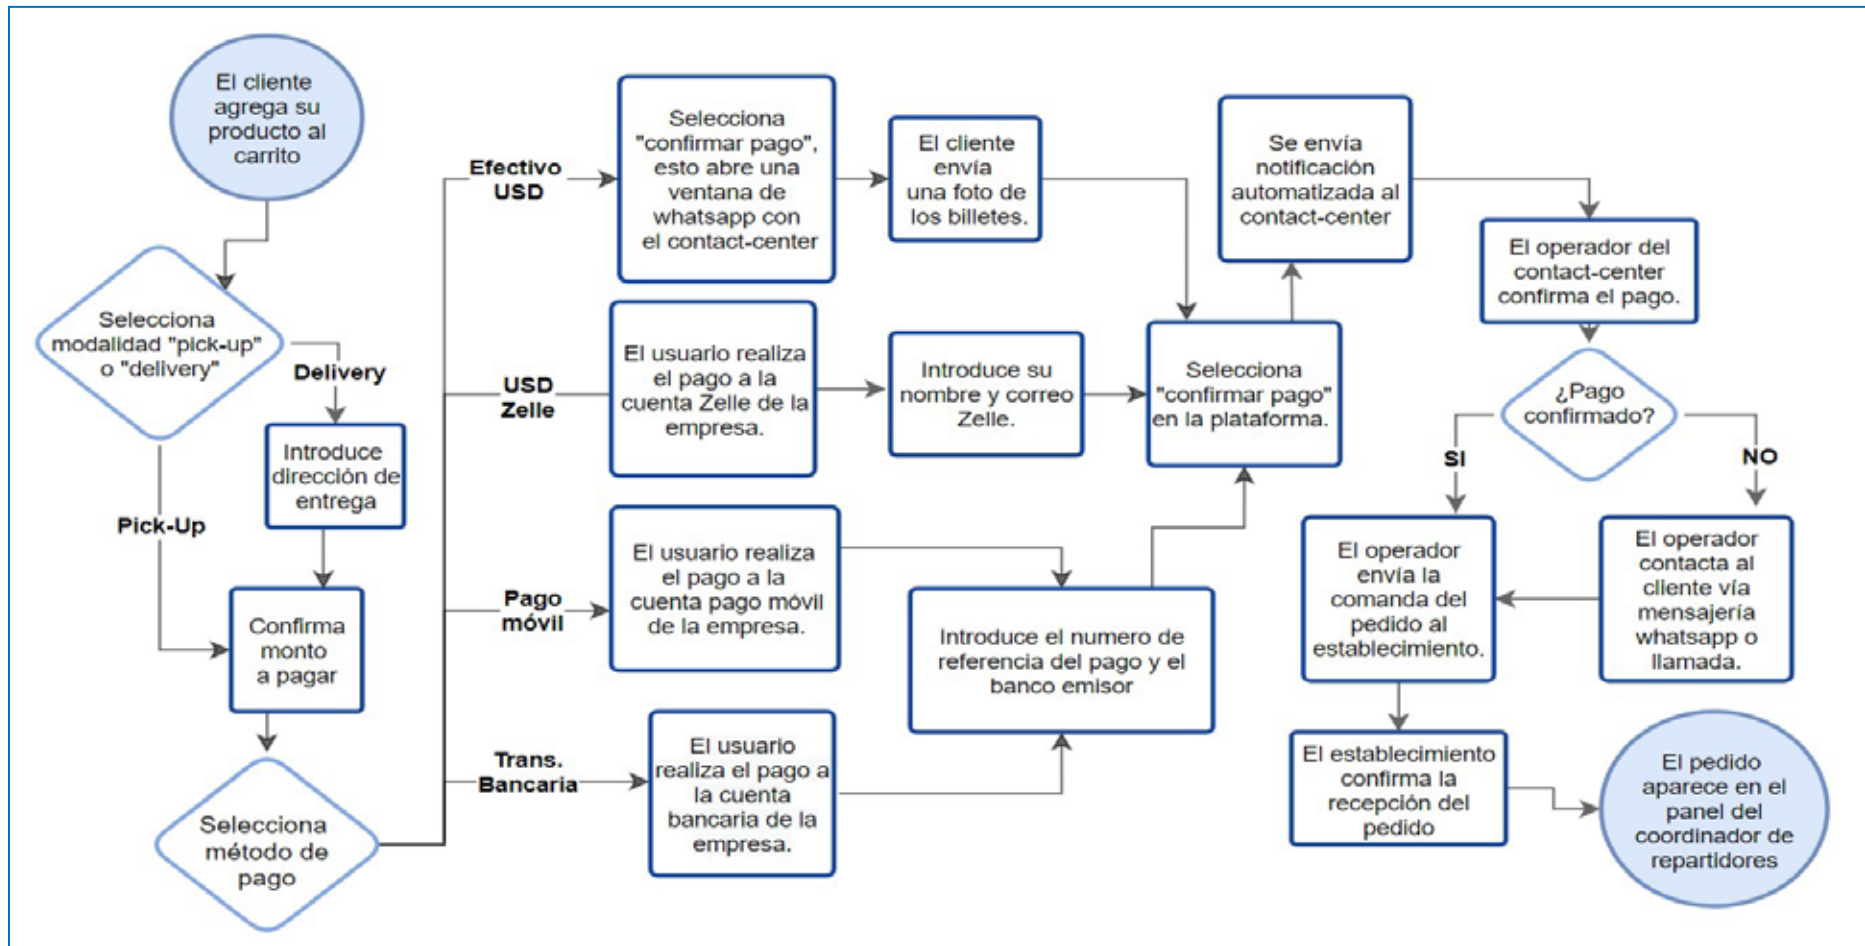 El cliente
agrega su
producto al
carrito
Selecciona
modalidad "pick-up"
o "delivery"
Delivery
Introduce
dirección de
entrega
Pick-Up
Confirma
monto
a pagar
Selecciona
método de
pago
Efectivo
USD
Selecciona
"confirmar pago",
esto abre una
ventana de
whatsapp con
el contact-center
El cliente
envía
una foto de
los billetes.
USD
Zelle
El usuario realiza
el pago a la
cuenta Zelle de la
empresa.
Introduce su
nombre y correo
Zelle.
Pago
móvil
El usuario realiza
el pago a la
cuenta pago móvil
de la empresa.
Trans.
Bancaria
El usuario
realiza el pago a
la cuenta
bancaria de la
empresa.
Introduce el numero de
referencia del pago y el
banco emisor
Selecciona
"confirmar pago"
en la plataforma.
Se envía
notificación
automatizada al
contact-center
El operador del
contact-center
confirma el pago.
¿Pago
confirmado?
SI
NO
El operador
envía la
comanda del
pedido al
establecimiento.
El operador
contacta al
cliente vía
mensajería
whatsapp o
llamada.
El establecimiento
confirma la
recepción del
pedido
El pedido
aparece en el
panel del
coordinador de
repartidores